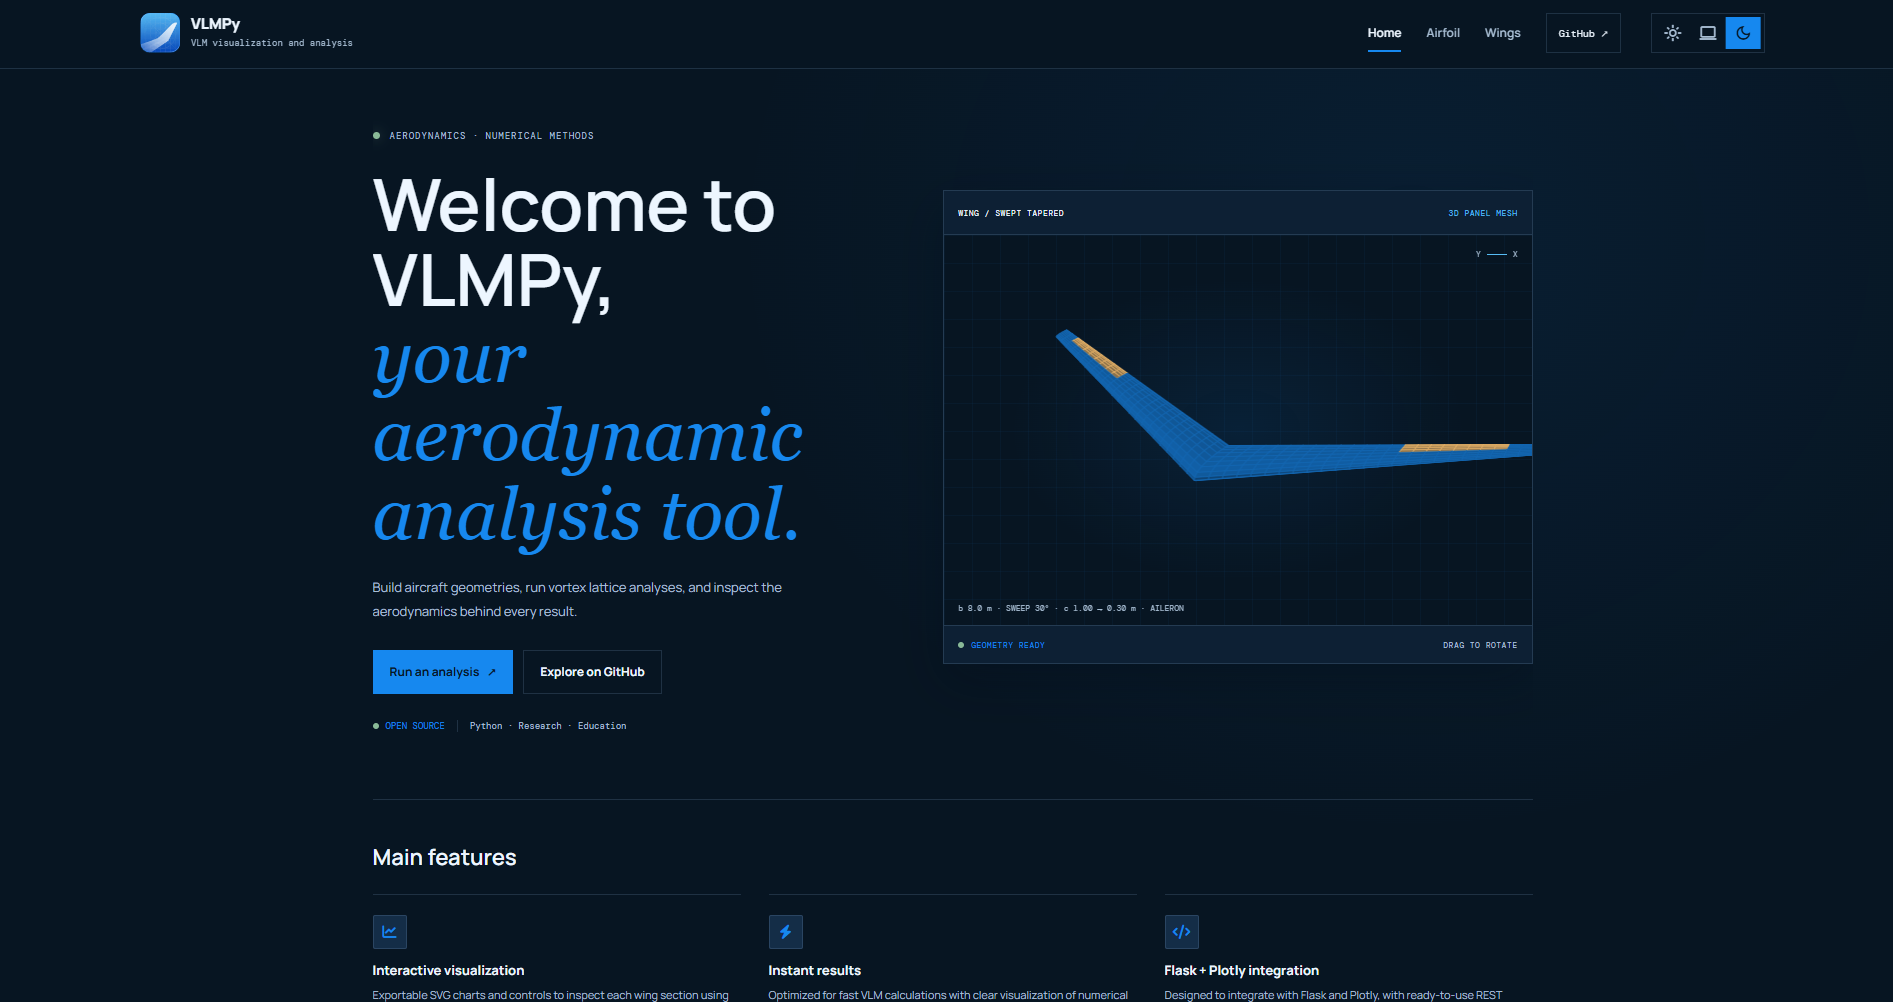 VLMPy
VLM visualization and analysis
Home
Airfoil
Wings
GitHub ↗
AERODYNAMICS · NUMERICAL METHODS
Welcome to
VLMPy,
your
aerodynamic
analysis tool.
Build aircraft geometries, run vortex lattice analyses, and inspect the
aerodynamics behind every result.
Run an analysis ↗
Explore on GitHub
OPEN SOURCE
Python · Research · Education
WING / SWEPT TAPERED
3D PANEL MESH
Y — X
b 8.0 m · SWEEP 30° · c 1.00 → 0.30 m · AILERON
GEOMETRY READY
DRAG TO ROTATE
Main features
Interactive visualization
Exportable SVG charts and controls to inspect each wing section using
Instant results
Optimized for fast VLM calculations with clear visualization of numerical
Flask + Plotly integration
Designed to integrate with Flask and Plotly, with ready-to-use REST